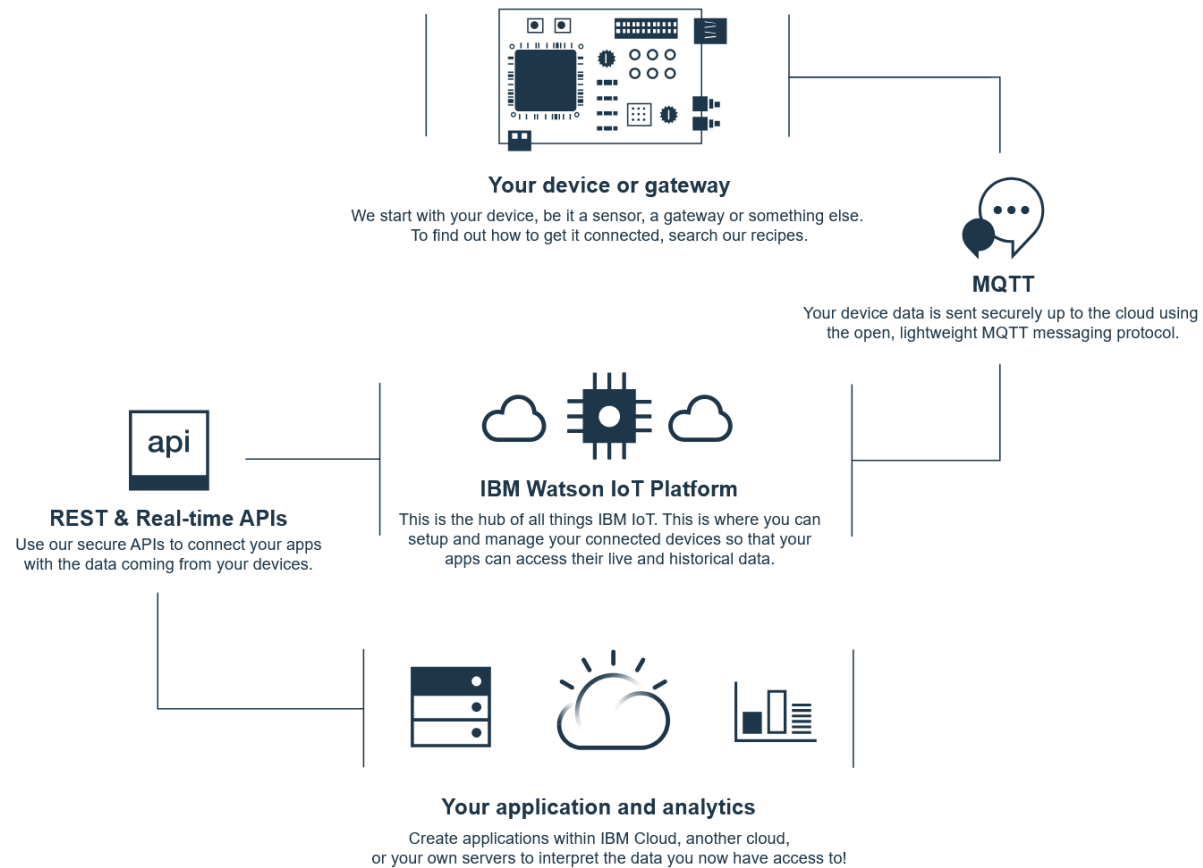 Your device or gateway
We start with your device, be it a sensor, a gateway or something else.
To find out how to get it connected, search our recipes.
MQTT
Your device data is sent securely up to the cloud using
the open, lightweight MQTT messaging protocol.
api
REST & Real-time APIs
Use our secure APIs to connect your apps
with the data coming from your devices.
IBM Watson IoT Platform
This is the hub of all things IBM IoT. This is where you can
setup and manage your connected devices so that your
apps can access their live and historical data.
Your application and analytics
Create applications within IBM Cloud, another cloud,
or your own servers to interpret the data you now have access to!